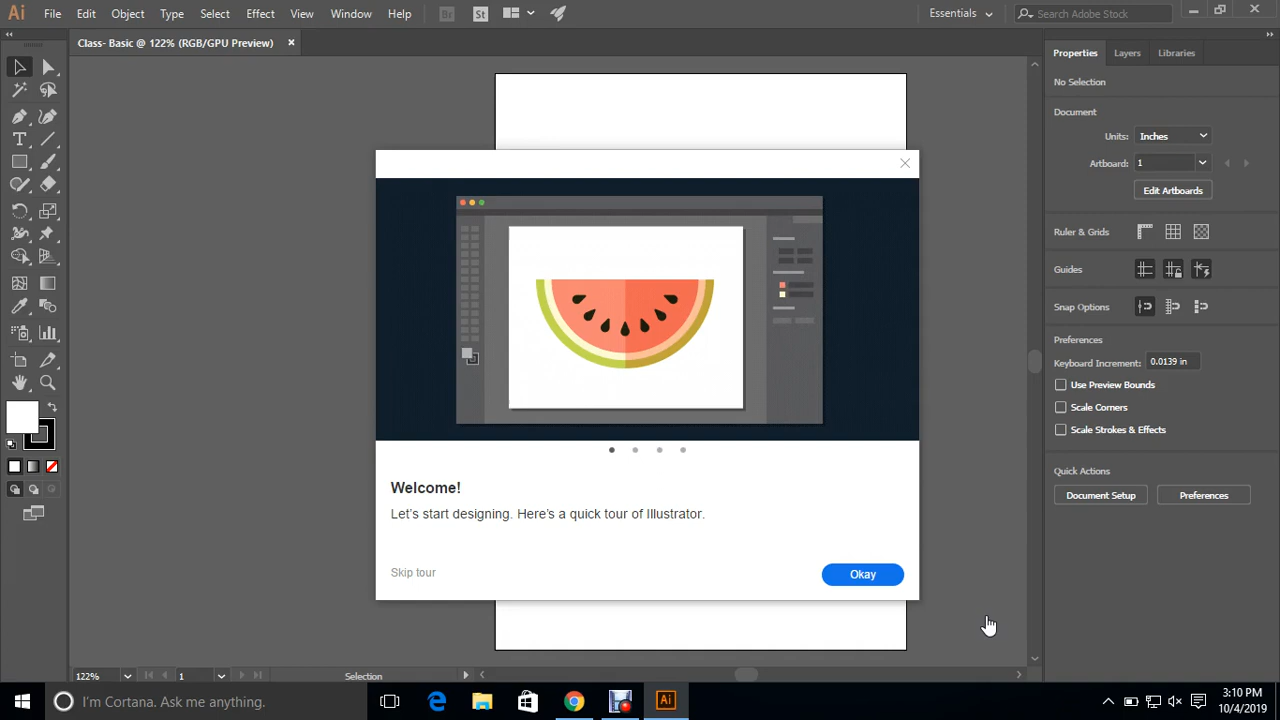 Ai File Edit Object Type Select Effect View Window Help Br St Essentials Search Adobe Stock
Class- Basic @ 122% (RGB/GPU Preview)
Properties Layers Libraries
No Selection
Document
Units: Inches
Artboard: 1
Edit Artboards
Ruler & Grids
Guides
Snap Options
Preferences
Keyboard Increment: 0.0139 in
Use Preview Bounds
Scale Corners
Scale Strokes & Effects
Quick Actions
Document Setup Preferences
Welcome!
Let's start designing. Here's a quick tour of Illustrator.
Skip tour
Okay
122% 1 Selection
I'm Cortana. Ask me anything.
Ai
3:10 PM
10/4/2019